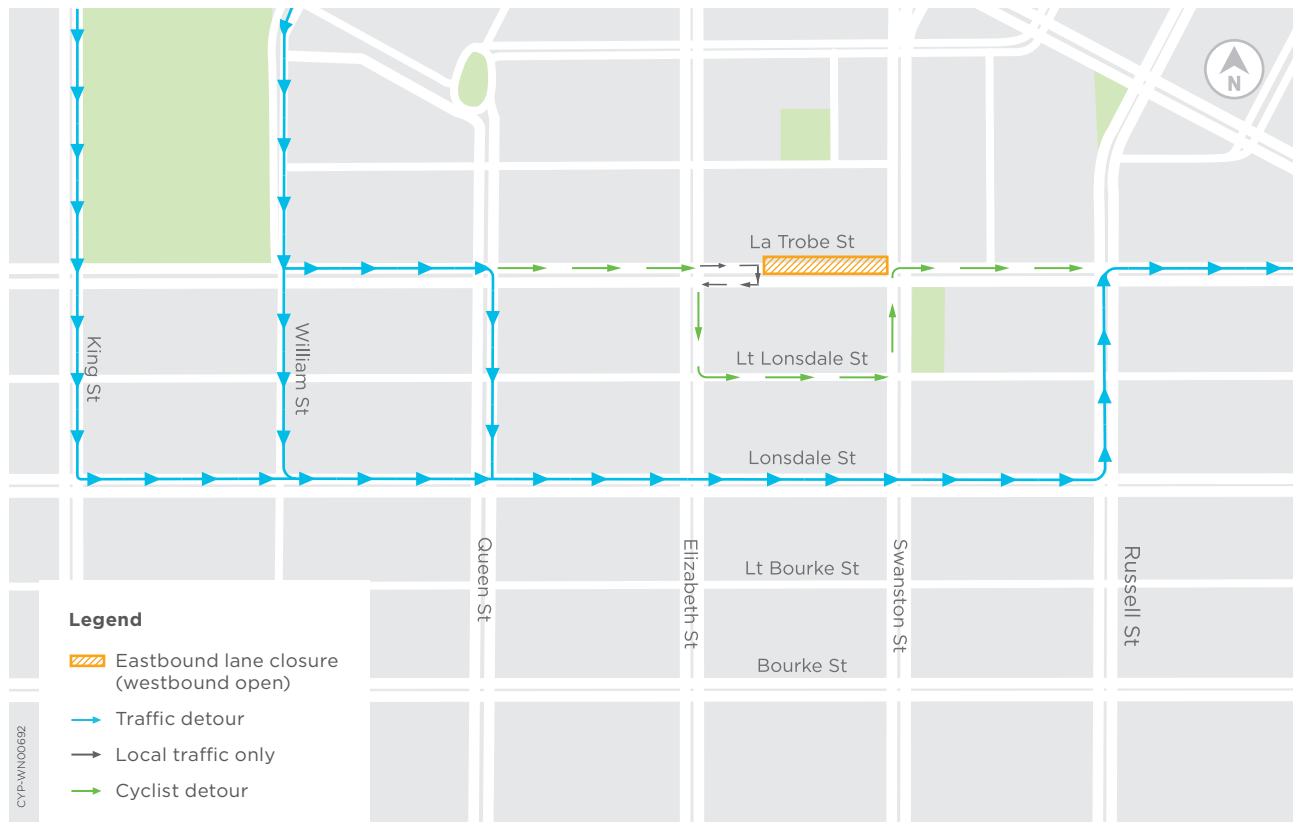 N
La Trobe St
King St
William St
Lt Lonsdale St
Lonsdale St
Queen St
Elizabeth St
Swanston St
Russell St
Lt Bourke St
Bourke St
Legend
Eastbound lane closure
(westbound open)
Traffic detour
Local traffic only
Cyclist detour
CYP-WN00692